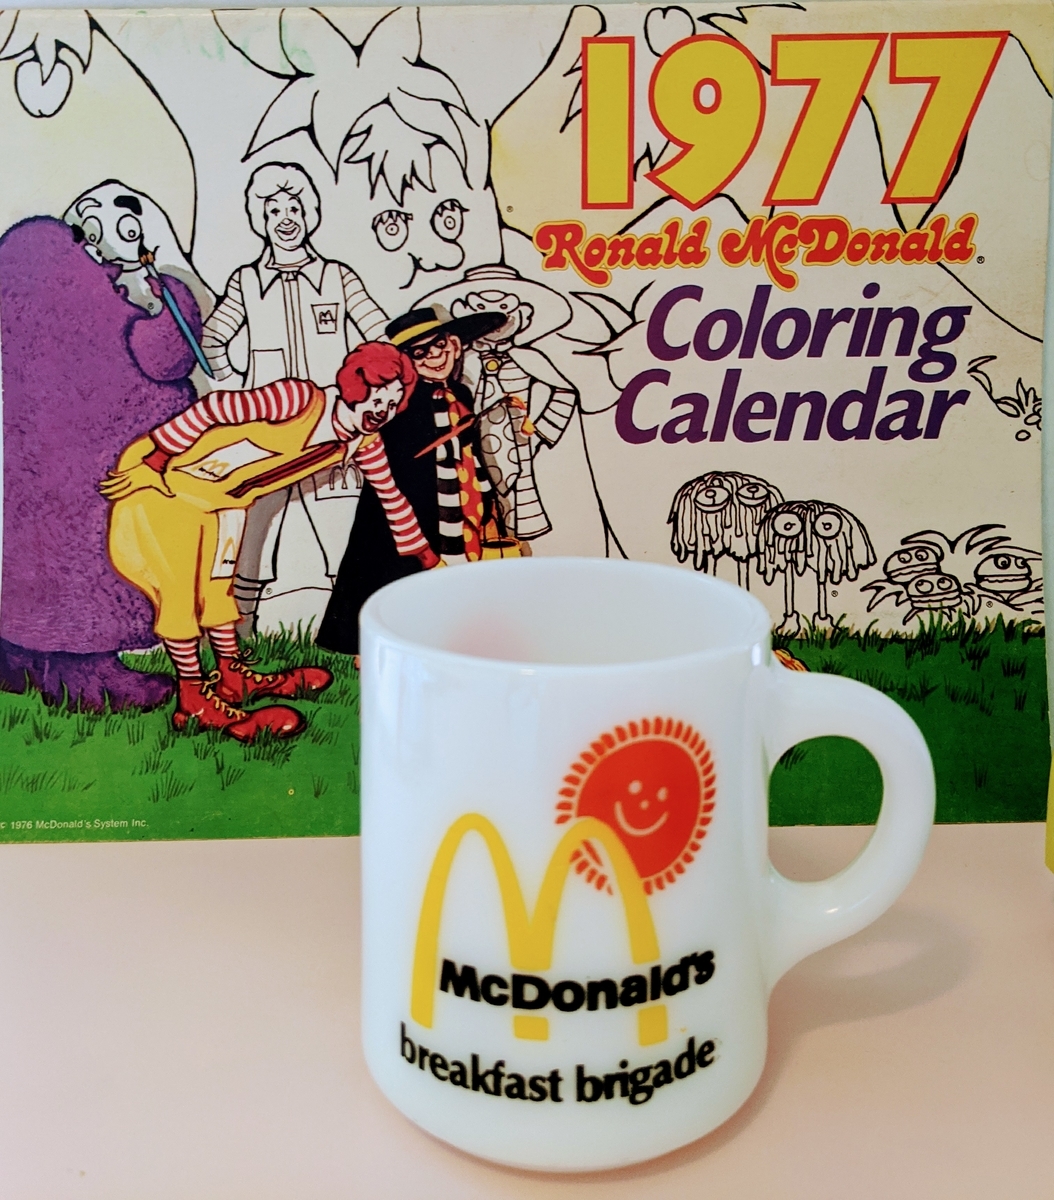 1977
Ronald McDonald®
Coloring
Calendar
© 1976 McDonald's System Inc.
McDonald's
breakfast brigade